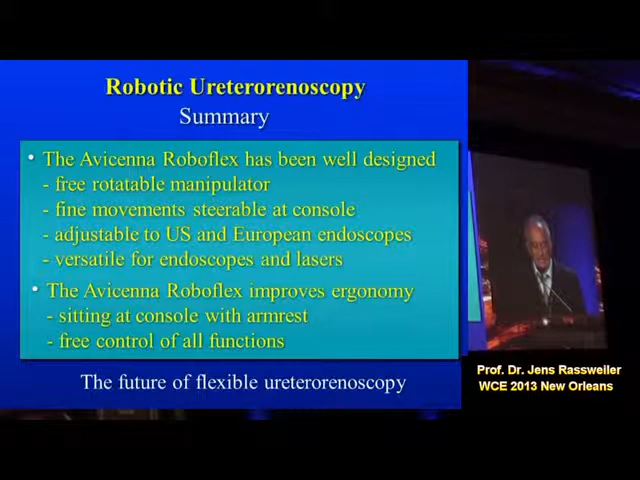 Robotic Ureterorenoscopy
Summary
• The Avicenna Roboflex has been well designed
- free rotatable manipulator
- fine movements steerable at console
- adjustable to US and European endoscopes
- versatile for endoscopes and lasers
• The Avicenna Roboflex improves ergonomy
- sitting at console with armrest
- free control of all functions
The future of flexible ureterorenoscopy
Prof. Dr. Jens Rassweiler
WCE 2013 New Orleans